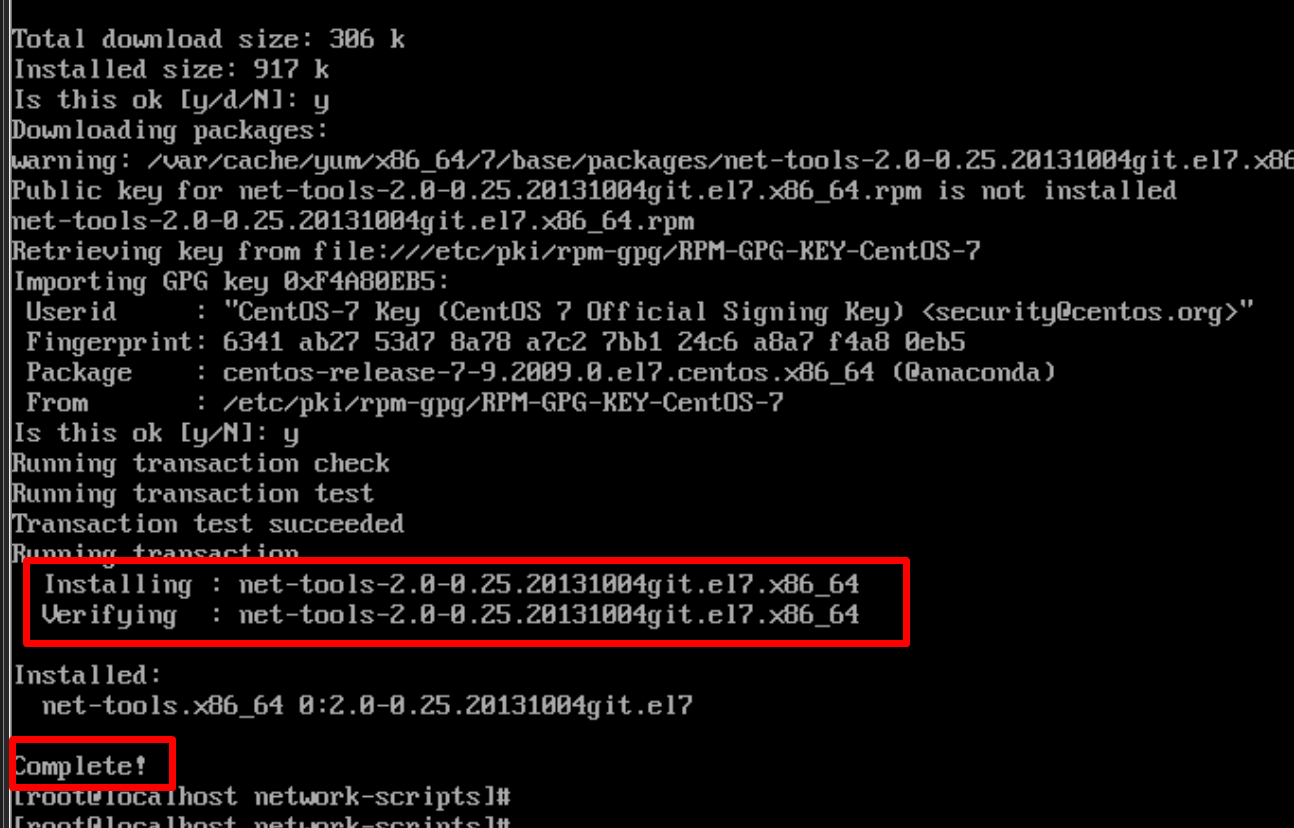 Total download size: 306 k
Installed size: 917 k
Is this ok [y/d/N]: y
Downloading packages:
warning: /var/cache/yum/x86_64/7/base/packages/net-tools-2.0-0.25.20131004git.el7.x86
Public key for net-tools-2.0-0.25.20131004git.el7.x86_64.rpm is not installed
net-tools-2.0-0.25.20131004git.el7.x86_64.rpm
Retrieving key from file:///etc/pki/rpm-gpg/RPM-GPG-KEY-CentOS-7
Importing GPG key 0xF4A80EB5:
 Userid     : "CentOS-7 Key (CentOS 7 Official Signing Key) <security@centos.org>"
 Fingerprint: 6341 ab27 53d7 8a78 a7c2 7bb1 24c6 a8a7 f4a8 0eb5
 Package    : centos-release-7-9.2009.0.el7.centos.x86_64 (@anaconda)
 From       : /etc/pki/rpm-gpg/RPM-GPG-KEY-CentOS-7
Is this ok [y/N]: y
Running transaction check
Running transaction test
Transaction test succeeded
Running transaction
  Installing : net-tools-2.0-0.25.20131004git.el7.x86_64
  Verifying  : net-tools-2.0-0.25.20131004git.el7.x86_64
Installed:
  net-tools.x86_64 0:2.0-0.25.20131004git.el7
Complete!
[root@localhost network-scripts]#
[root@localhost network-scripts]#